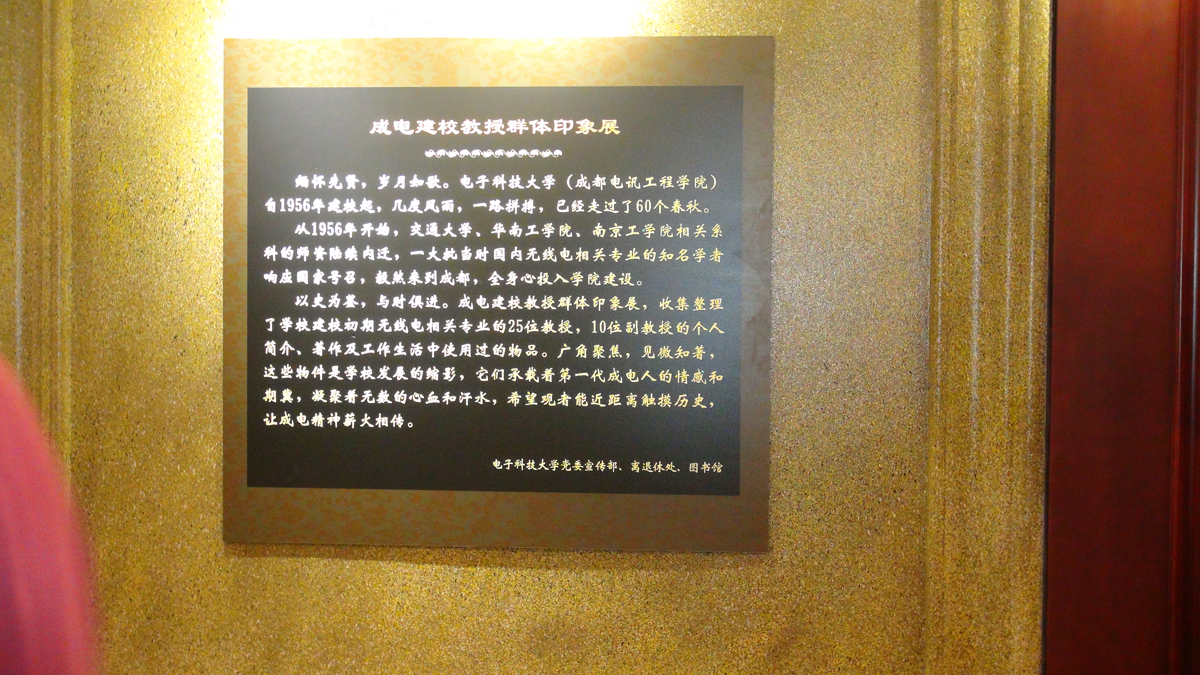 成电建校教授群体印象展
缅怀先贤，岁月如歌。电子科技大学（成都电讯工程学院）
自1956年建校起，几度风雨，一路拼搏，已经走过了60个春秋。
从1956年开始，交通大学、华南工学院、南京工学院相关系
科的师资陆续内迁，一大批当时国内无线电相关专业的知名学者
响应国家号召，毅然来到成都，全身心投入学院建设。
以史为鉴，与时俱进。成电建校教授群体印象展，收集整理
了学校建校初期无线电相关专业的25位教授，10位副教授的个人
简介、著作及工作生活中使用过的物品。广角聚焦，见微知著，
这些物件是学校发展的缩影，它们承载着第一代成电人的情感和
期冀，凝聚着无数的心血和汗水，希望观者能近距离触摸历史，
让成电精神薪火相传。
电子科技大学党委宣传部、离退休处、图书馆